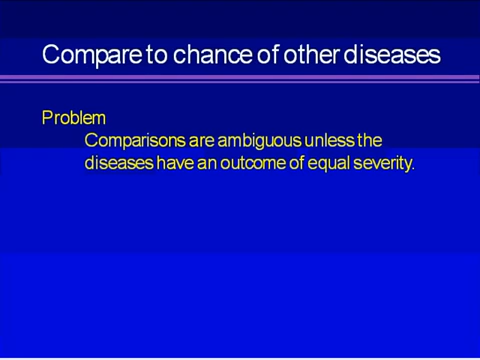 Compare to chance of other diseases
Problem
Comparisons are ambiguous unless the
diseases have an outcome of equal severity.